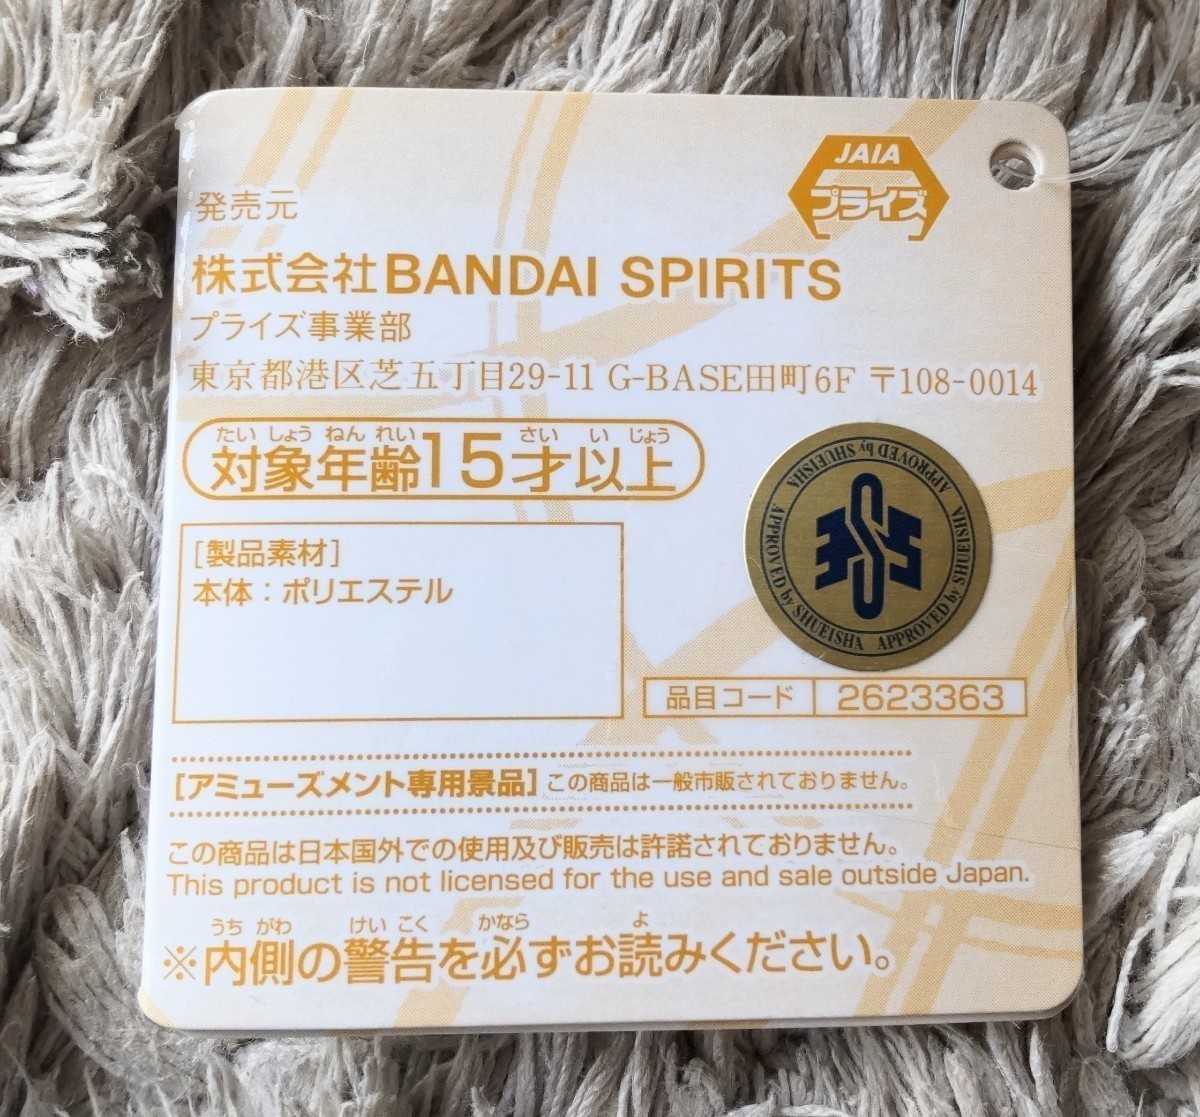 JAIA
プライズ
発売元
株式会社BANDAI SPIRITS
プライズ事業部
東京都港区芝五丁目29-11 G-BASE田町6F 〒108-0014
たいしょうねんれい さいいじょう
対象年齢15才以上
[製品素材]
本体：ポリエステル
APPROVED by SHUEISHA APPROVED by SHUEISHA APPROVED by SHUEISHA
品目コード 2623363
[アミューズメント専用景品] この商品は一般市販されておりません。
この商品は日本国外での使用及び販売は許諾されておりません。
This product is not licensed for the use and sale outside Japan.
うちがわ けいこく かなら よ
※内側の警告を必ずお読みください。